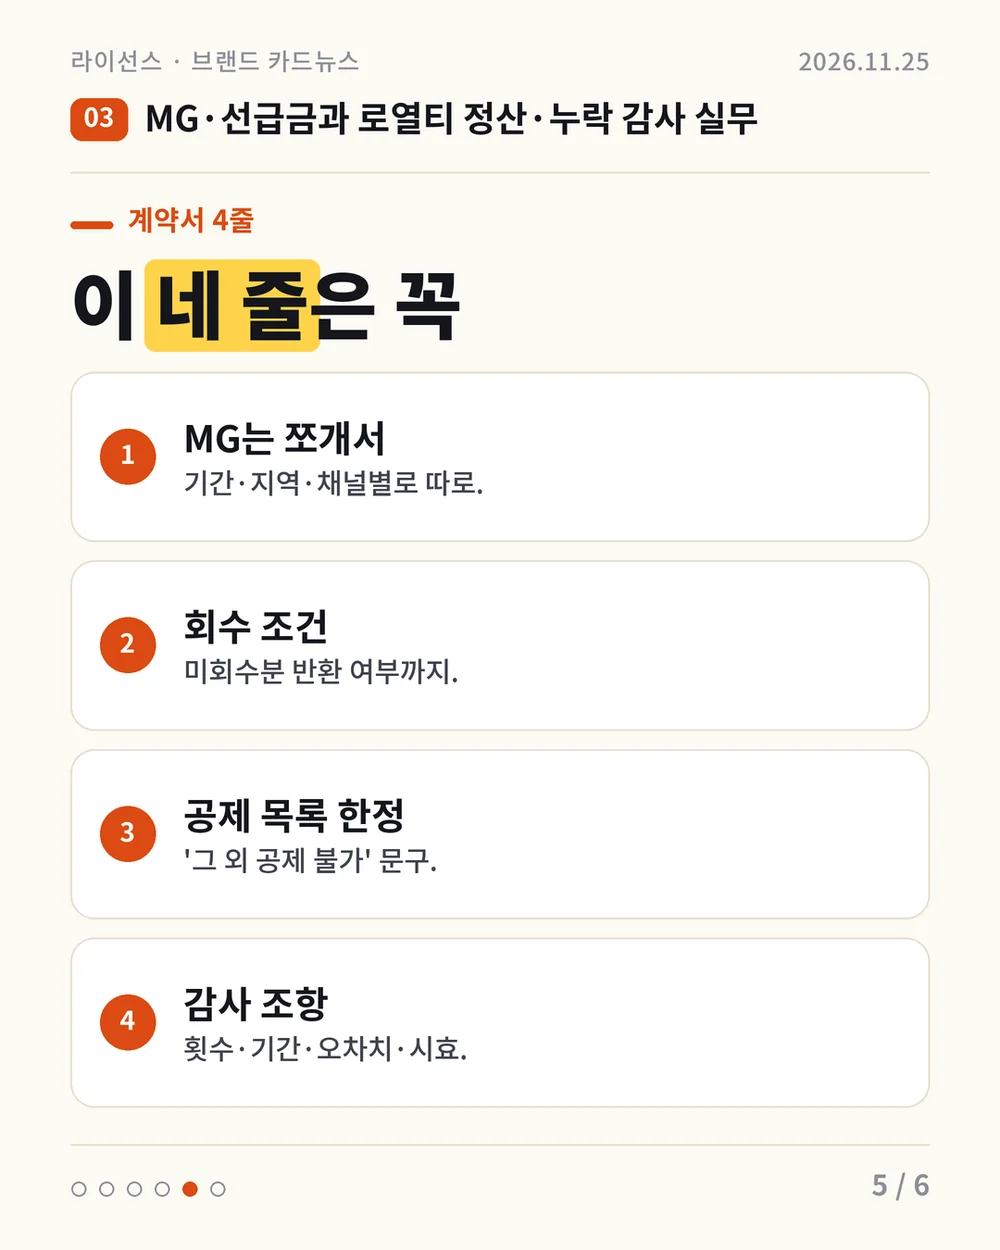 라이선스 · 브랜드 카드뉴스
2026.11.25
03 MG·선급금과 로열티 정산·누락 감사 실무
계약서 4줄
이 네 줄은 꼭
1
MG는 쪼개서
기간·지역·채널별로 따로.
2
회수 조건
미회수분 반환 여부까지.
3
공제 목록 한정
'그 외 공제 불가' 문구.
4
감사 조항
횟수·기간·오차치·시효.
5 / 6